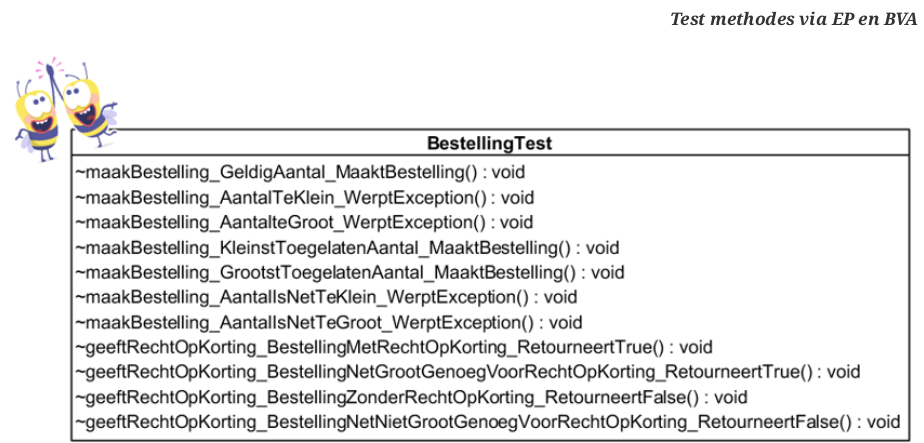 Test methodes via EP en BVA
BestellingTest
~maakBestelling_GeldigAantal_MaaktBestelling() : void
~maakBestelling_AantalTeKlein_WerptException() : void
~maakBestelling_AantalteGroot_WerptException() : void
~maakBestelling_KleinstToegelatenAantal_MaaktBestelling() : void
~maakBestelling_GrootstToegelatenAantal_MaaktBestelling() : void
~maakBestelling_AantalIsNetTeKlein_WerptException() : void
~maakBestelling_AantalIsNetTeGroot_WerptException() : void
~geeftRechtOpKorting_BestellingMetRechtOpKorting_RetourneertTrue() : void
~geeftRechtOpKorting_BestellingNetGrootGenoegVoorRechtOpKorting_RetourneertTrue() : void
~geeftRechtOpKorting_BestellingZonderRechtOpKorting_RetourneertFalse() : void
~geeftRechtOpKorting_BestellingNetNietGrootGenoegVoorRechtOpKorting_RetourneertFalse() : void